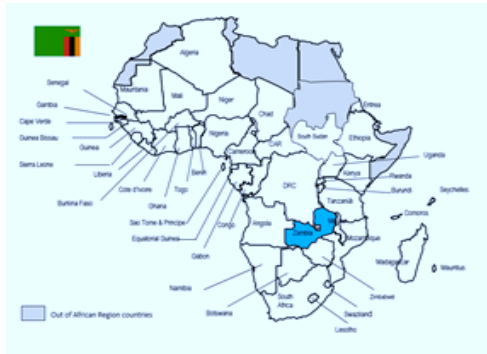 Algeria
Senegal
Mauritania
Mali
Niger
Chad
Eritrea
Gambia
Cape Verde
Guinea Bissau
Guinea
Nigeria
CAR
South Sudan
Ethiopia
Cameroon
Uganda
Sierra Leone
Liberia
Benin
Kenya
Rwanda
Burundi
DRC
Burkina Faso
Cote d'Ivoire
Togo
Ghana
Seychelles
Tanzania
Sao Tome & Principe
Congo
Comoros
Equatorial Guinea
Angola
Zambia
Mozambique
Gabon
Madagascar
Mauritius
Namibia
Zimbabwe
Botswana
South
Africa
Swaziland
Lesotho
Out of African Region countries